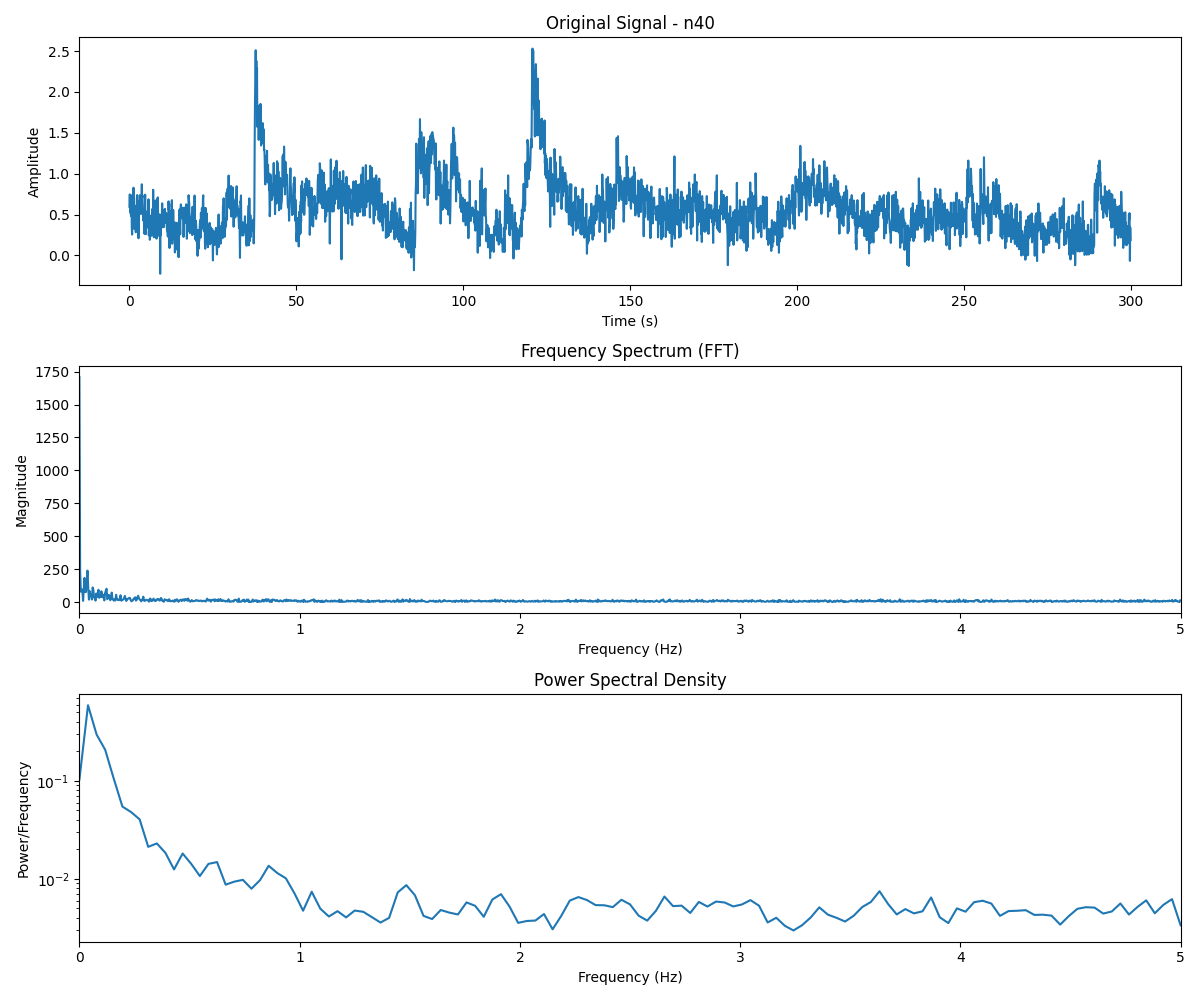 Original Signal - n40
Amplitude
2.5
2.0
1.5
1.0
0.5
0.0
0 50 100 150 200 250 300
Time (s)
Frequency Spectrum (FFT)
Magnitude
1750
1500
1250
1000
750
500
250
0
0 1 2 3 4 5
Frequency (Hz)
Power Spectral Density
Power/Frequency
10⁻¹
10⁻²
0 1 2 3 4 5
Frequency (Hz)